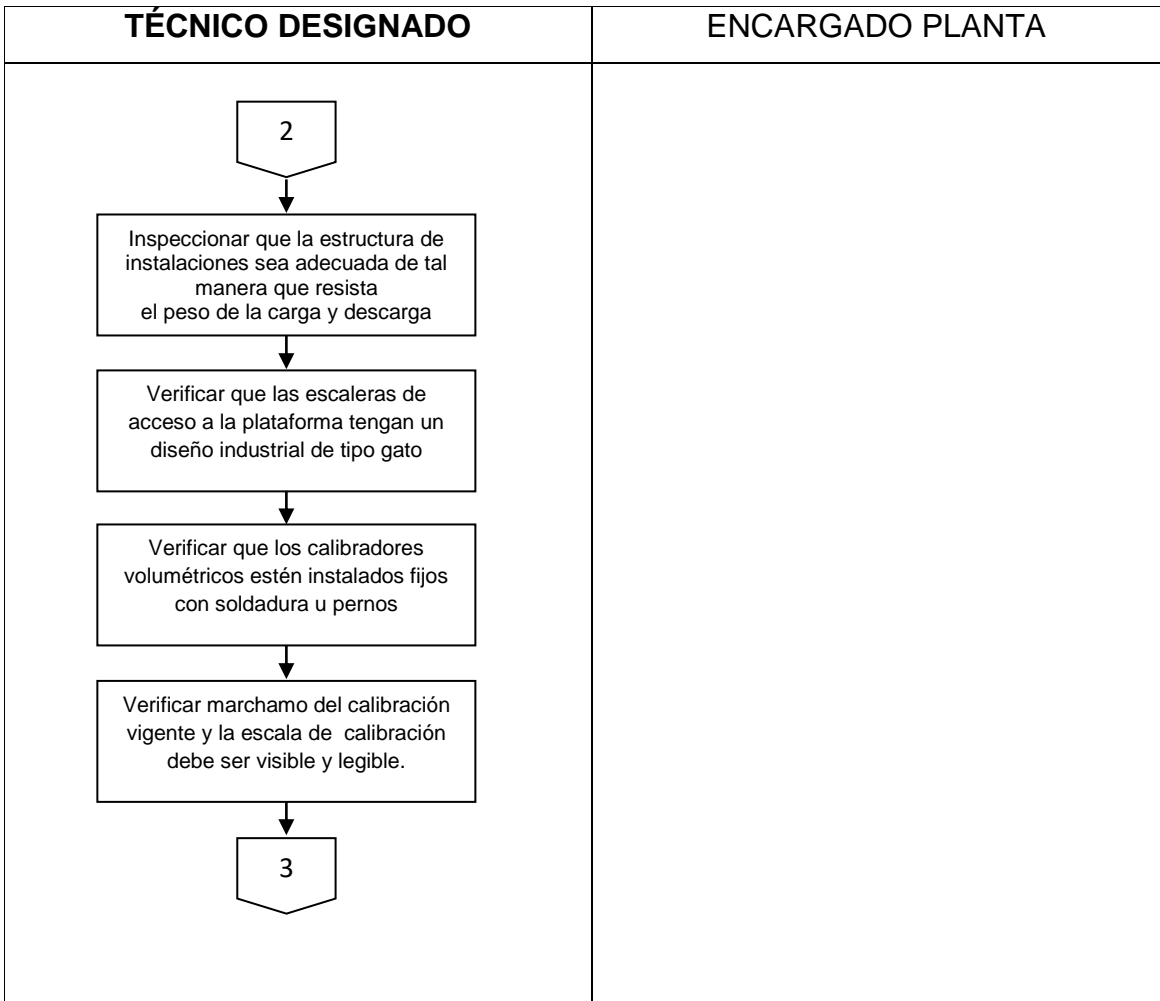 TÉCNICO DESIGNADO
ENCARGADO PLANTA
2
Inspeccionar que la estructura de
instalaciones sea adecuada de tal
manera que resista
el peso de la carga y descarga
Verificar que las escaleras de
acceso a la plataforma tengan un
diseño industrial de tipo gato
Verificar que los calibradores
volumétricos estén instalados fijos
con soldadura u pernos
Verificar marchamo del calibración
vigente y la escala de calibración
debe ser visible y legible.
3